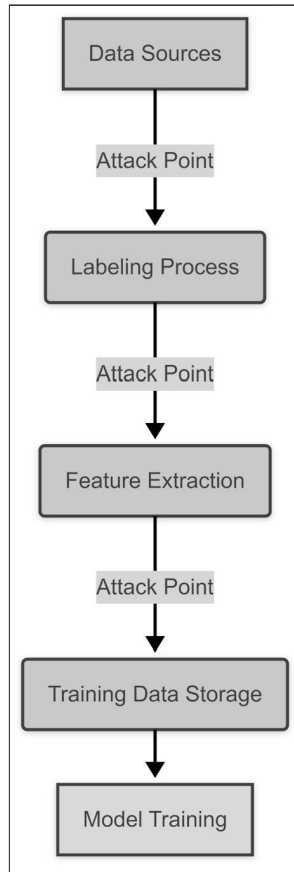 Data Sources
Attack Point
Labeling Process
Attack Point
Feature Extraction
Attack Point
Training Data Storage
Model Training